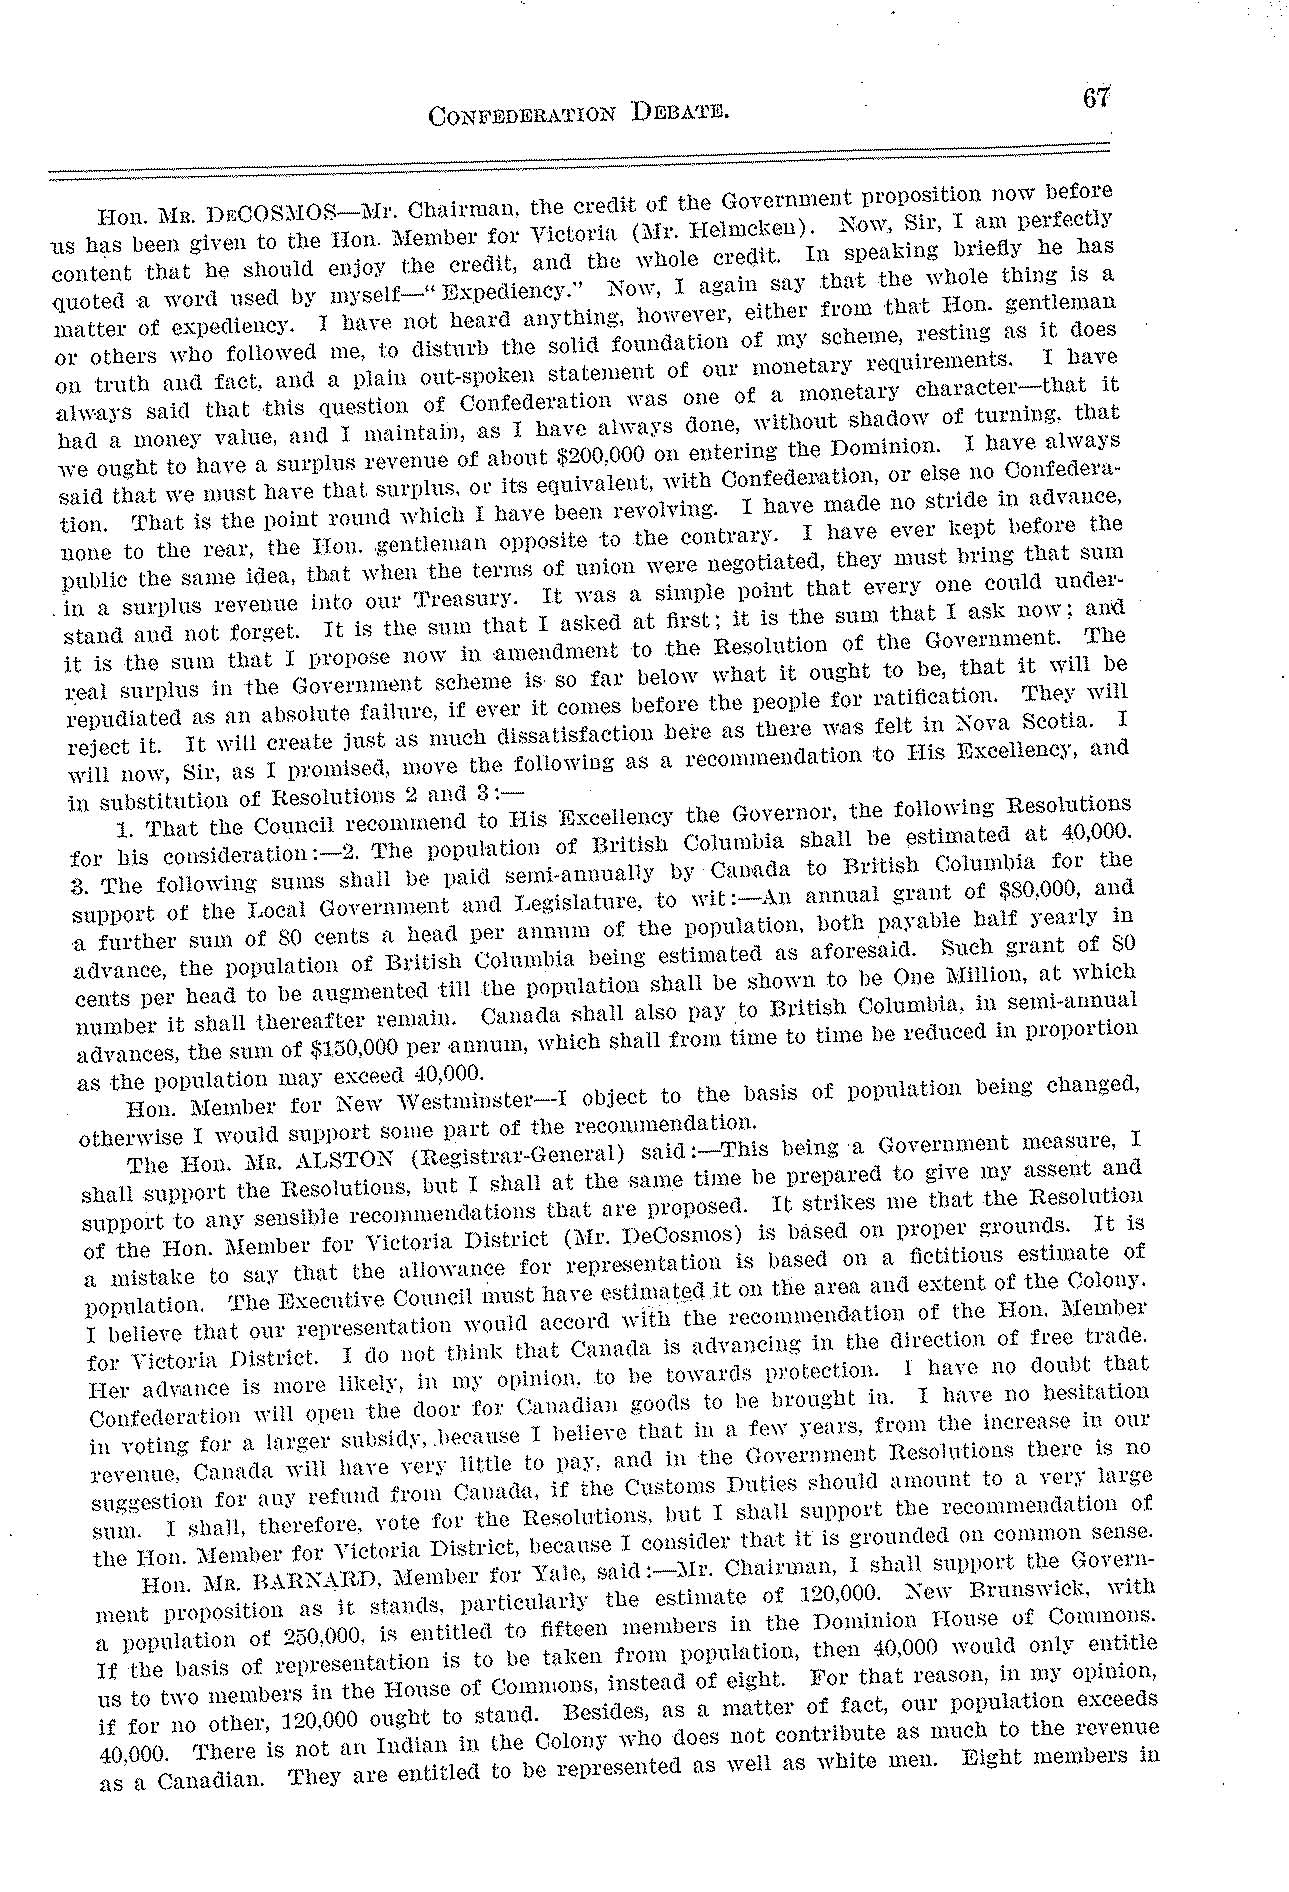 CONFEDERATION DEBATE. 67
Hon. MR. DECOSMOS—Mr. Chairman, the credit of the Government proposition now before
us has been given to the Hon. Member for Victoria (Mr. Helmcken). Now, Sir, I am perfectly
content that he should enjoy the credit, and the whole credit. In speaking briefly he has
quoted a word used by myself—“Expediency.” Now, I again say that the whole thing is a
matter of expediency. I have not heard anything, however, either from that Hon. gentleman
or others who followed me, to disturb the solid foundation of my scheme, resting as it does
on truth and fact, and a plain out-spoken statement of our monetary requirements. I have
always said that this question of Confederation was one of a monetary character—that it
had a money value, and I maintain, as I have always done, without shadow of turning, that
we ought to have a surplus revenue of about $200,000 on entering the Dominion. I have always
said that we must have that surplus, or its equivalent, with Confederation, or else no Confedera-
tion. That is the point round which I have been revolving. I have made no stride in advance,
none to the rear, the Hon. gentleman opposite to the contrary. I have ever kept before the
public the same idea, that when the terms of union were negotiated, they must bring that sum
in a surplus revenue into our Treasury. It was a simple point that every one could under-
stand and not forget. It is the sum that I asked at first; it is the sum that I ask now; and
it is the sum that I propose now in amendment to the Resolution of the Government. The
real surplus in the Government scheme is so far below what it ought to be, that it will be
repudiated as an absolute failure, if ever it comes before the people for ratification. They will
reject it. It will create just as much dissatisfaction here as there was felt in Nova Scotia. I
will now, Sir, as I promised, move the following as a recommendation to His Excellency, and
in substitution of Resolutions 2 and 3:—
1. That the Council recommend to His Excellency the Governor, the following Resolutions
for his consideration:—2. The population of British Columbia shall be estimated at 40,000.
3. The following sums shall be paid semi-annually by Canada to British Columbia for the
support of the Local Government and Legislature, to wit:—An annual grant of $80,000, and
a further sum of 80 cents a head per annum of the population, both payable half yearly in
advance, the population of British Columbia being estimated as aforesaid. Such grant of 80
cents per head to be augmented till the population shall be shown to be One Million, at which
number it shall thereafter remain. Canada shall also pay to British Columbia, in semi-annual
advances, the sum of $150,000 per annum, which shall from time to time be reduced in proportion
as the population may exceed 40,000.
Hon. Member for New Westminster—I object to the basis of population being changed,
otherwise I would support some part of the recommendation.
The Hon. MR. ALSTON (Registrar-General) said:—This being a Government measure, I
shall support the Resolutions, but I shall at the same time be prepared to give my assent and
support to any sensible recommendations that are proposed. It strikes me that the Resolution
of the Hon. Member for Victoria District (Mr. DeCosmos) is based on proper grounds. It is
a mistake to say that the allowance for representation is based on a fictitious estimate of
population. The Executive Council must have estimated it on the area and extent of the Colony.
I believe that our representation would accord with the recommendation of the Hon. Member
for Victoria District. I do not think that Canada is advancing in the direction of free trade.
Her advance is more likely, in my opinion, to be towards protection. I have no doubt that
Confederation will open the door for Canadian goods to be brought in. I have no hesitation
in voting for a larger subsidy, because I believe that in a few years, from the increase in our
revenue, Canada will have very little to pay, and in the Government Resolutions there is no
suggestion for any refund from Canada, if the Customs Duties should amount to a very large
sum. I shall, therefore, vote for the Resolutions, but I shall support the recommendation of
the Hon. Member for Victoria District, because I consider that it is grounded on common sense.
Hon. MR. BARNARD, Member for Yale, said:—Mr. Chairman, I shall support the Govern-
ment proposition as it stands, particularly the estimate of 120,000. New Brunswick, with
a population of 250,000, is entitled to fifteen members in the Dominion House of Commons.
If the basis of representation is to be taken from population, then 40,000 would only entitle
us to two members in the House of Commons, instead of eight. For that reason, in my opinion,
if for no other, 120,000 ought to stand. Besides, as a matter of fact, our population exceeds
40,000. There is not an Indian in the Colony who does not contribute as much to the revenue
as a Canadian. They are entitled to be represented as well as white men. Eight members in